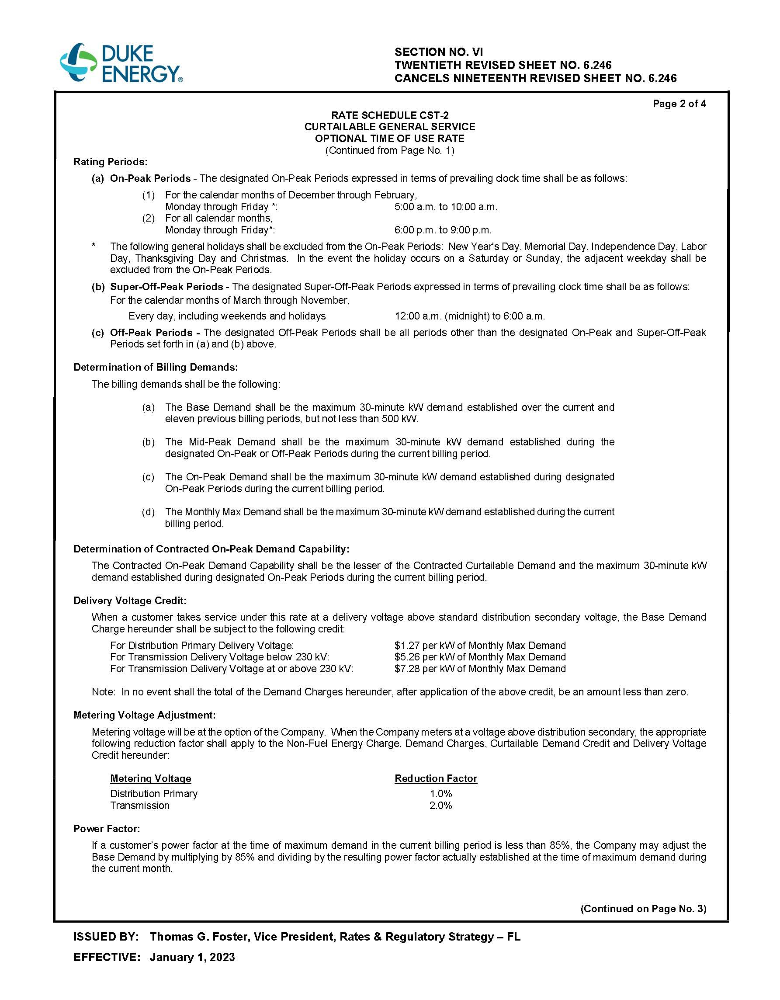 DUKE
ENERGY®
SECTION NO. VI
TWENTIETH REVISED SHEET NO. 6.246
CANCELS NINETEENTH REVISED SHEET NO. 6.246
Page 2 of 4
RATE SCHEDULE CST-2
CURTAILABLE GENERAL SERVICE
OPTIONAL TIME OF USE RATE
(Continued from Page No. 1)
Rating Periods:
(a) On-Peak Periods - The designated On-Peak Periods expressed in terms of prevailing clock time shall be as follows:
(1) For the calendar months of December through February,
Monday through Friday *: 5:00 a.m. to 10:00 a.m.
(2) For all calendar months,
Monday through Friday*: 6:00 p.m. to 9:00 p.m.
* The following general holidays shall be excluded from the On-Peak Periods: New Year's Day, Memorial Day, Independence Day, Labor
Day, Thanksgiving Day and Christmas. In the event the holiday occurs on a Saturday or Sunday, the adjacent weekday shall be
excluded from the On-Peak Periods.
(b) Super-Off-Peak Periods - The designated Super-Off-Peak Periods expressed in terms of prevailing clock time shall be as follows:
For the calendar months of March through November,
Every day, including weekends and holidays 12:00 a.m. (midnight) to 6:00 a.m.
(c) Off-Peak Periods - The designated Off-Peak Periods shall be all periods other than the designated On-Peak and Super-Off-Peak
Periods set forth in (a) and (b) above.
Determination of Billing Demands:
The billing demands shall be the following:
(a) The Base Demand shall be the maximum 30-minute kW demand established over the current and
eleven previous billing periods, but not less than 500 kW.
(b) The Mid-Peak Demand shall be the maximum 30-minute kW demand established during the
designated On-Peak or Off-Peak Periods during the current billing period.
(c) The On-Peak Demand shall be the maximum 30-minute kW demand established during designated
On-Peak Periods during the current billing period.
(d) The Monthly Max Demand shall be the maximum 30-minute kW demand established during the current
billing period.
Determination of Contracted On-Peak Demand Capability:
The Contracted On-Peak Demand Capability shall be the lesser of the Contracted Curtailable Demand and the maximum 30-minute kW
demand established during designated On-Peak Periods during the current billing period.
Delivery Voltage Credit:
When a customer takes service under this rate at a delivery voltage above standard distribution secondary voltage, the Base Demand
Charge hereunder shall be subject to the following credit:
For Distribution Primary Delivery Voltage: $1.27 per kW of Monthly Max Demand
For Transmission Delivery Voltage below 230 kV: $5.26 per kW of Monthly Max Demand
For Transmission Delivery Voltage at or above 230 kV: $7.28 per kW of Monthly Max Demand
Note: In no event shall the total of the Demand Charges hereunder, after application of the above credit, be an amount less than zero.
Metering Voltage Adjustment:
Metering voltage will be at the option of the Company. When the Company meters at a voltage above distribution secondary, the appropriate
following reduction factor shall apply to the Non-Fuel Energy Charge, Demand Charges, Curtailable Demand Credit and Delivery Voltage
Credit hereunder:
Metering Voltage Reduction Factor
Distribution Primary 1.0%
Transmission 2.0%
Power Factor:
If a customer’s power factor at the time of maximum demand in the current billing period is less than 85%, the Company may adjust the
Base Demand by multiplying by 85% and dividing by the resulting power factor actually established at the time of maximum demand during
the current month.
(Continued on Page No. 3)
ISSUED BY: Thomas G. Foster, Vice President, Rates & Regulatory Strategy – FL
EFFECTIVE: January 1, 2023